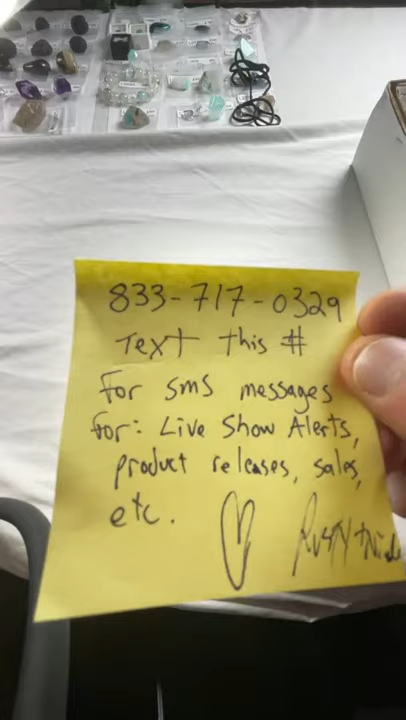 833-717-0329
Text this #
For sms messages
for: Live Show Alerts,
product releases, sales,
etc.